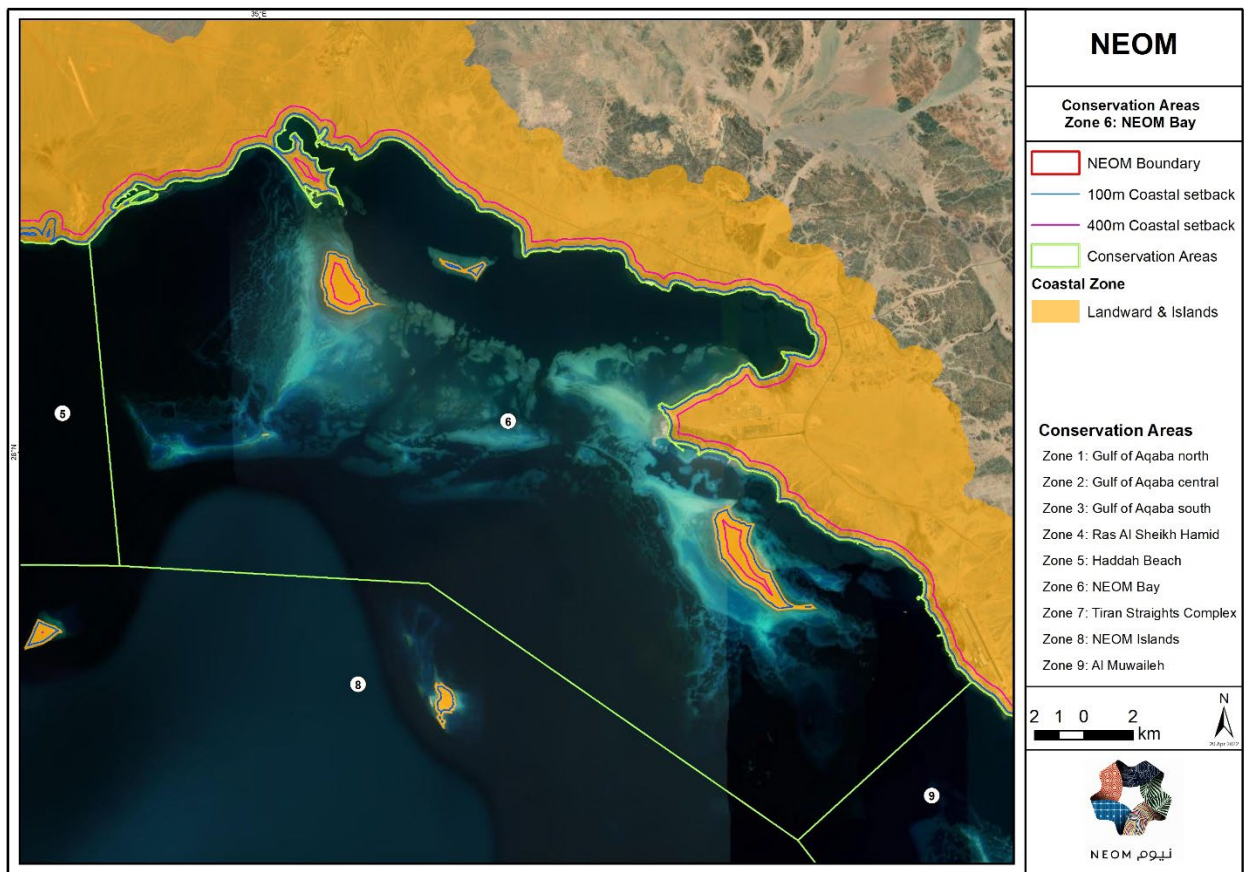 35°E
28°N
5
6
8
9
NEOM
Conservation Areas
Zone 6: NEOM Bay
NEOM Boundary
100m Coastal setback
400m Coastal setback
Conservation Areas
Coastal Zone
Landward & Islands
Conservation Areas
Zone 1: Gulf of Aqaba north
Zone 2: Gulf of Aqaba central
Zone 3: Gulf of Aqaba south
Zone 4: Ras Al Sheikh Hamid
Zone 5: Haddah Beach
Zone 6: NEOM Bay
Zone 7: Tiran Straights Complex
Zone 8: NEOM Islands
Zone 9: Al Muwaileh
2 1 0 2
km
N
20 Apr 2022
NEOM نيوم